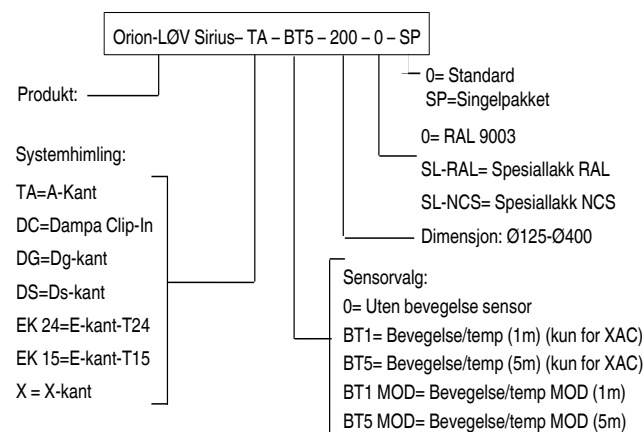 Orion-LØV Sirius– TA – BT5 – 200 – 0 – SP
Produkt:
0= Standard
SP=Singelpakket
0= RAL 9003
SL-RAL= Spesiallakk RAL
SL-NCS= Spesiallakk NCS
Dimensjon: Ø125-Ø400
Systemhimling:
TA=A-Kant
DC=Dampa Clip-In
DG=Dg-kant
DS=Ds-kant
EK 24=E-kant-T24
EK 15=E-kant-T15
X = X-kant
Sensorvalg:
0= Uten bevegelse sensor
BT1= Bevegelse/temp (1m) (kun for XAC)
BT5= Bevegelse/temp (5m) (kun for XAC)
BT1 MOD= Bevegelse/temp MOD (1m)
BT5 MOD= Bevegelse/temp MOD (5m)